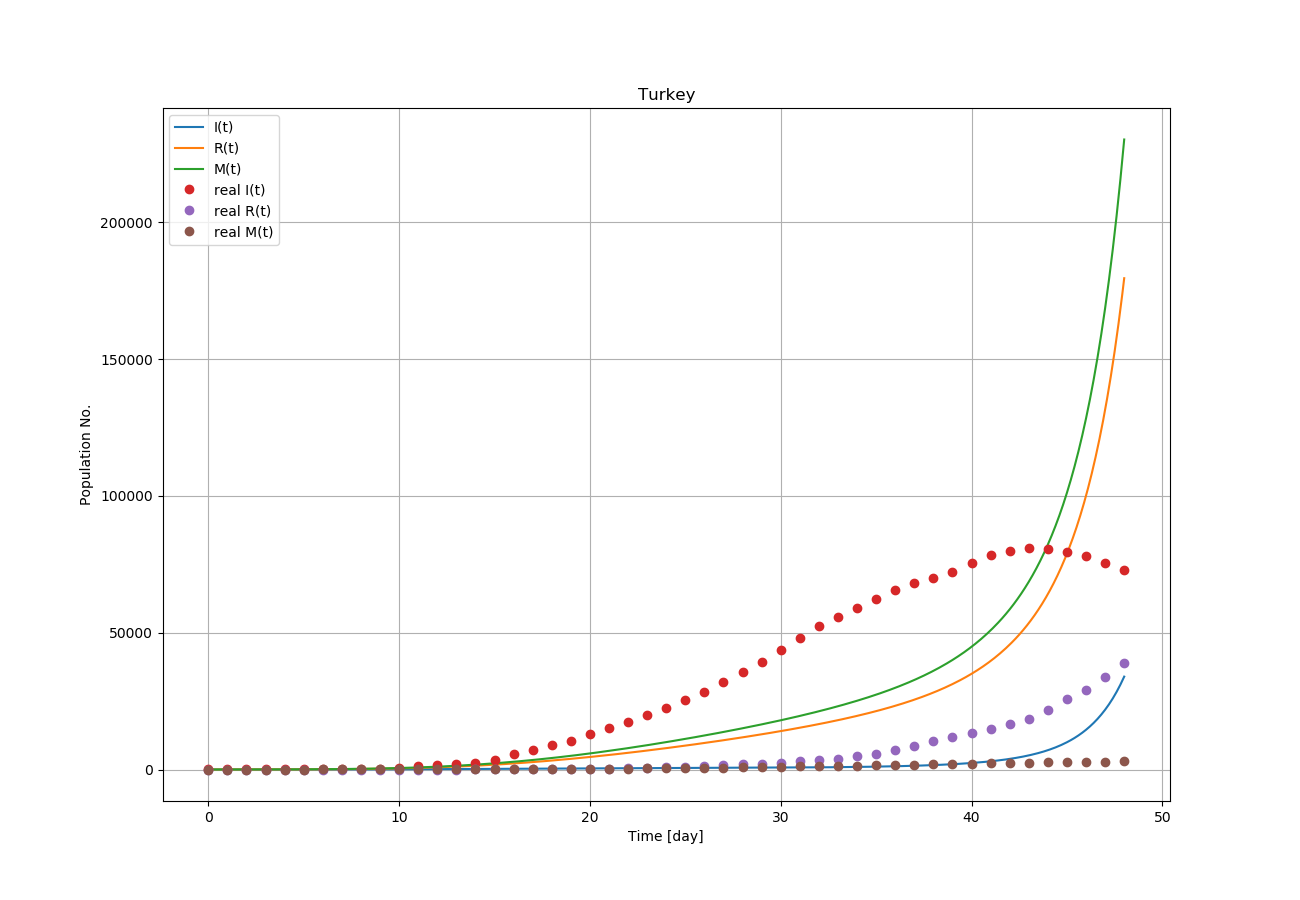 Turkey
I(t)
R(t)
M(t)
real I(t)
real R(t)
real M(t)
200000
150000
100000
50000
0
Population No.
0 10 20 30 40 50
Time [day]